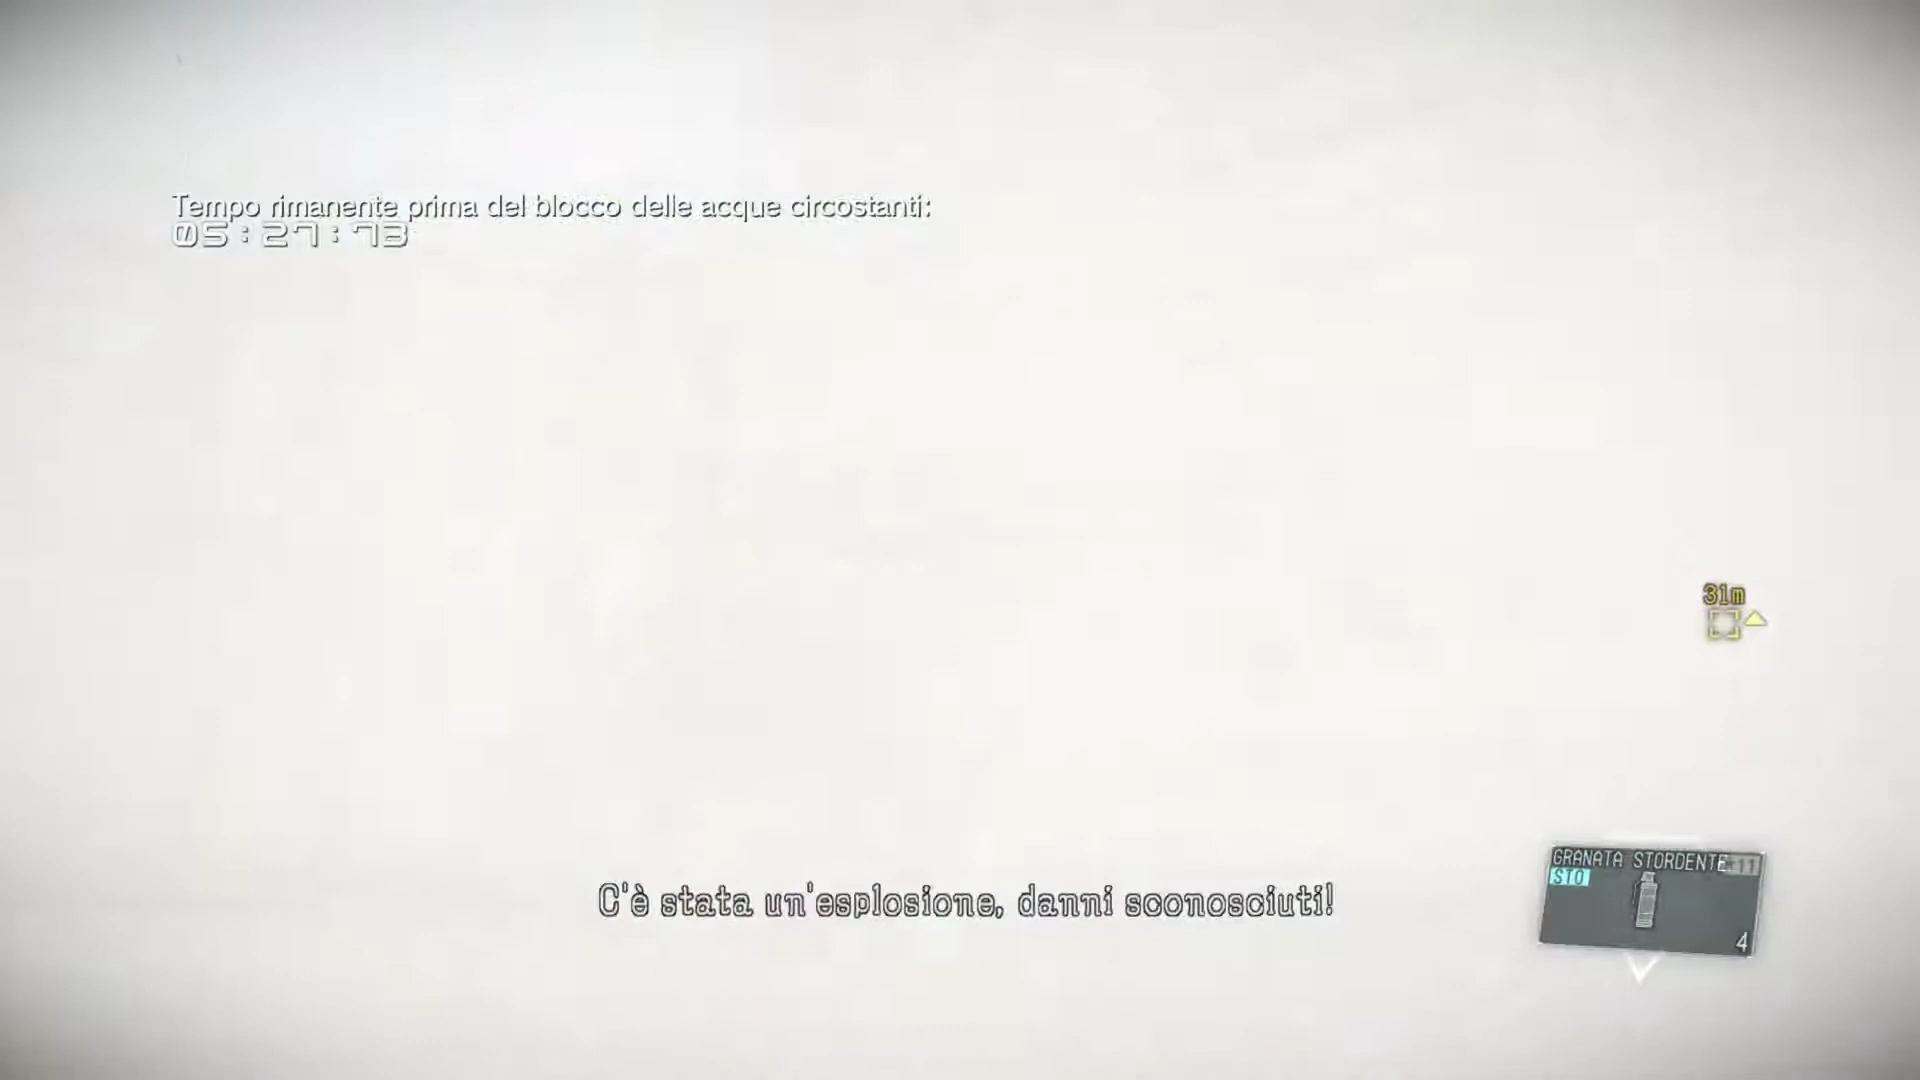 Tempo rimanente prima del blocco delle acque circostanti:
05:27:73
31m
GRANATA STORDENTE
STO
4
C'è stata un'esplosione, danni sconosciuti!